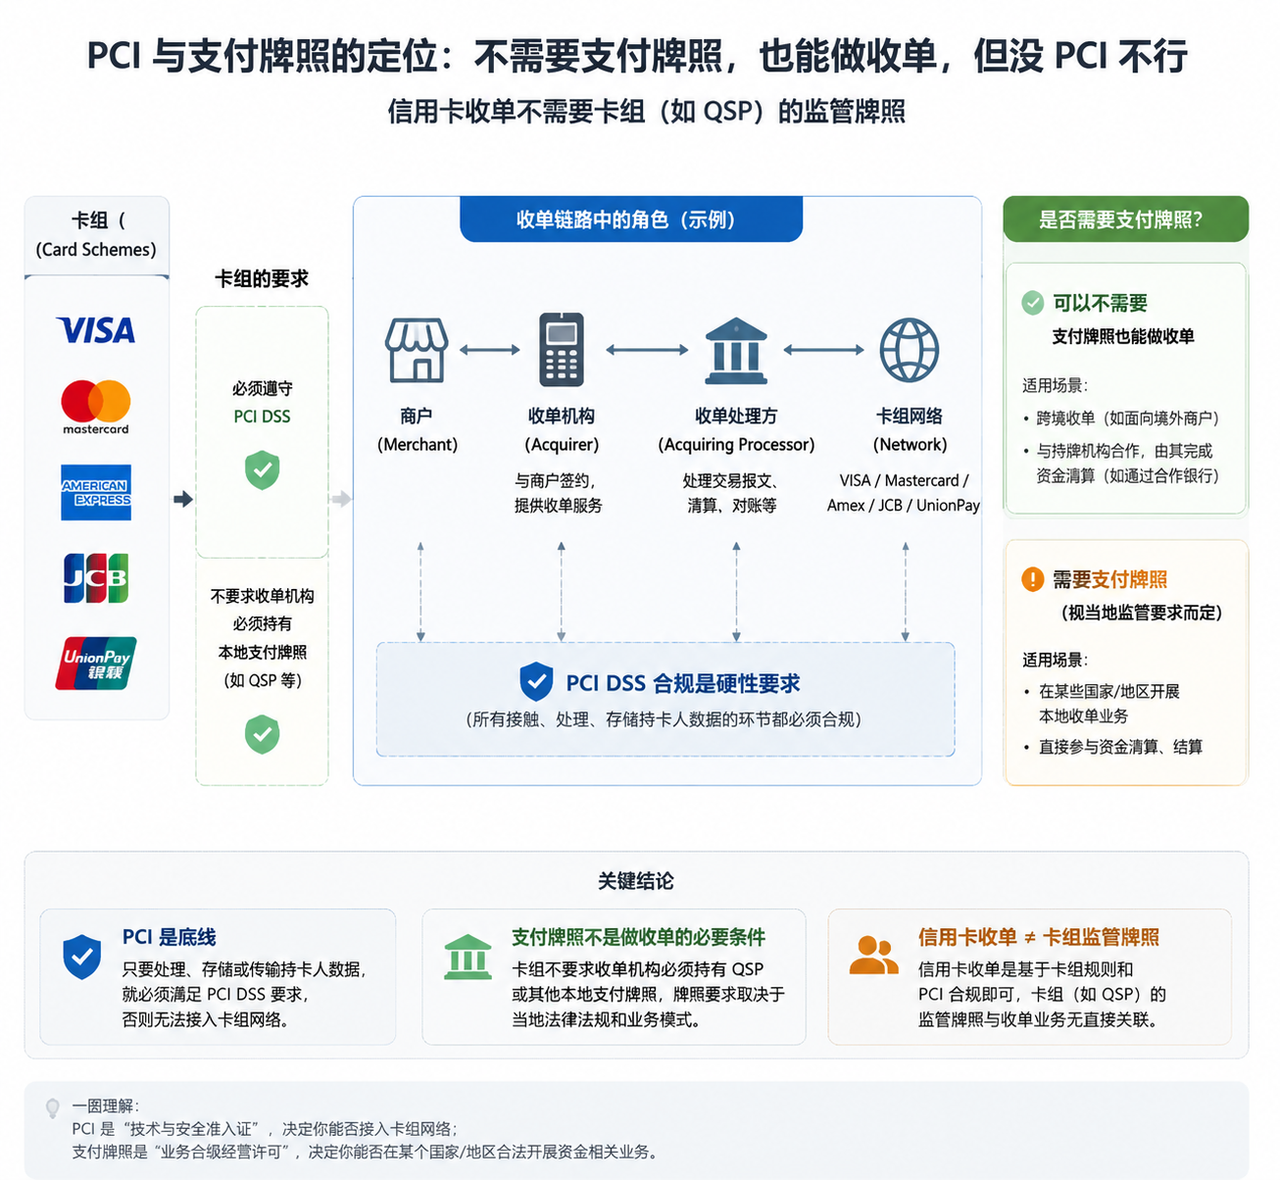 PCI 与支付牌照的定位：不需要支付牌照，也能做收单，但没 PCI 不行
信用卡收单不需要卡组（如 QSP）的监管牌照
卡组（
(Card Schemes)
VISA
mastercard
AMERICAN
EXPRESS
JCB
UnionPay
卡组的要求
必须遵守
PCI DSS
不要求收单机构
必须持有
本地支付牌照
（如 QSP 等）
收单链路中的角色（示例）
商户
(Merchant)
收单机构
(Acquirer)
与商户签约，
提供收单服务
收单处理方
(Acquiring Processor)
处理交易报文、
清算、对账等
卡组网络
(Network)
VISA / Mastercard /
Amex / JCB / UnionPay
PCI DSS 合规是硬性要求
（所有接触、处理、存储持卡人数据的环节都必须合规）
是否需要支付牌照？
可以不需要
支付牌照也能做收单
适用场景：
• 跨境收单（如面向境外商户）
• 与持牌机构合作，由其完成
资金清算（如通过合作银行）
需要支付牌照
（视当地监管要求而定）
适用场景：
• 在某些国家/地区开展
本地收单业务
• 直接参与资金清算、结算
关键结论
PCI 是底线
只要处理、存储或传输持卡人数据，
就必须满足 PCI DSS 要求，
否则无法接入卡组网络。
支付牌照不是做收单的必要条件
卡组不要求收单机构必须持有 QSP
或其他本地支付牌照，牌照要求取决于
当地法律法规和业务模式。
信用卡收单 ≠ 卡组监管牌照
信用卡收单是基于卡组规则和
PCI 合规即可，卡组（如 QSP）的
监管牌照与收单业务无直接关联。
一图理解：
PCI 是“技术与安全准入证”，决定你能否接入卡组网络；
支付牌照是“业务合级经营许可”，决定你能否在某个国家/地区合法开展资金相关业务。